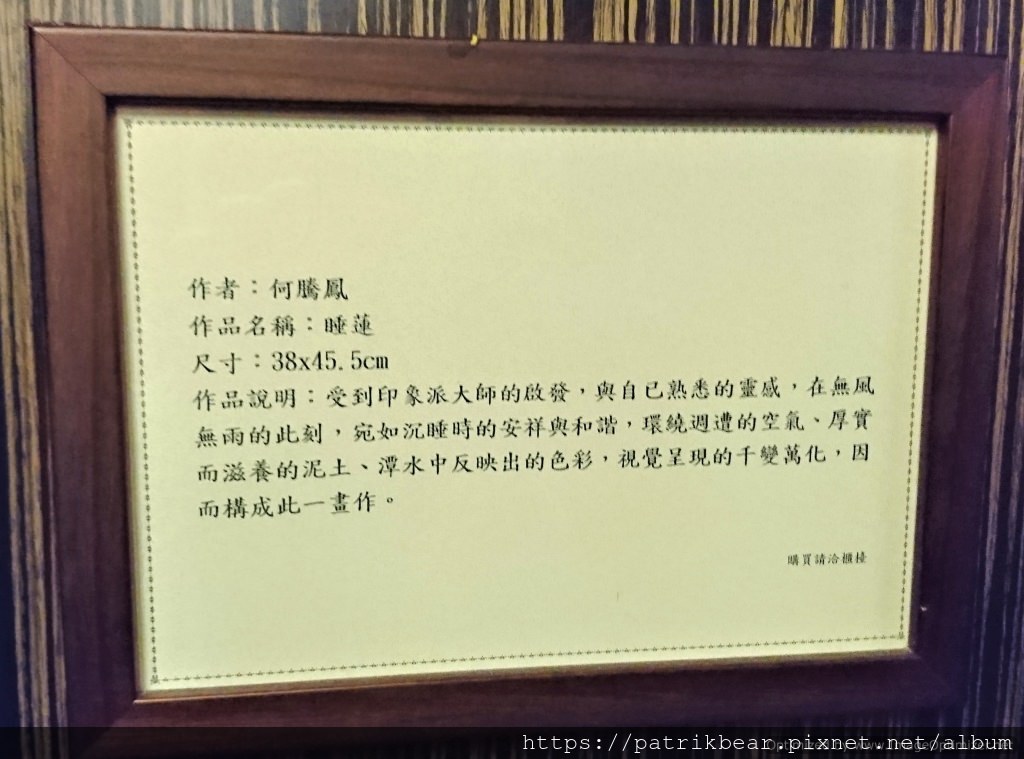 作者：何騰鳳
作品名稱：睡蓮
尺寸：38x45.5cm
作品說明：受到印象派大師的啟發，與自已熟悉的靈感，在無風
無雨的此刻，宛如沉睡時的安祥與和諧，環繞週遭的空氣、厚實
而滋養的泥土、潭水中反映出的色彩，視覺呈現的千變萬化，因
而構成此一畫作。
購買請洽櫃檯
https://patrikbear.pixnet.net/album